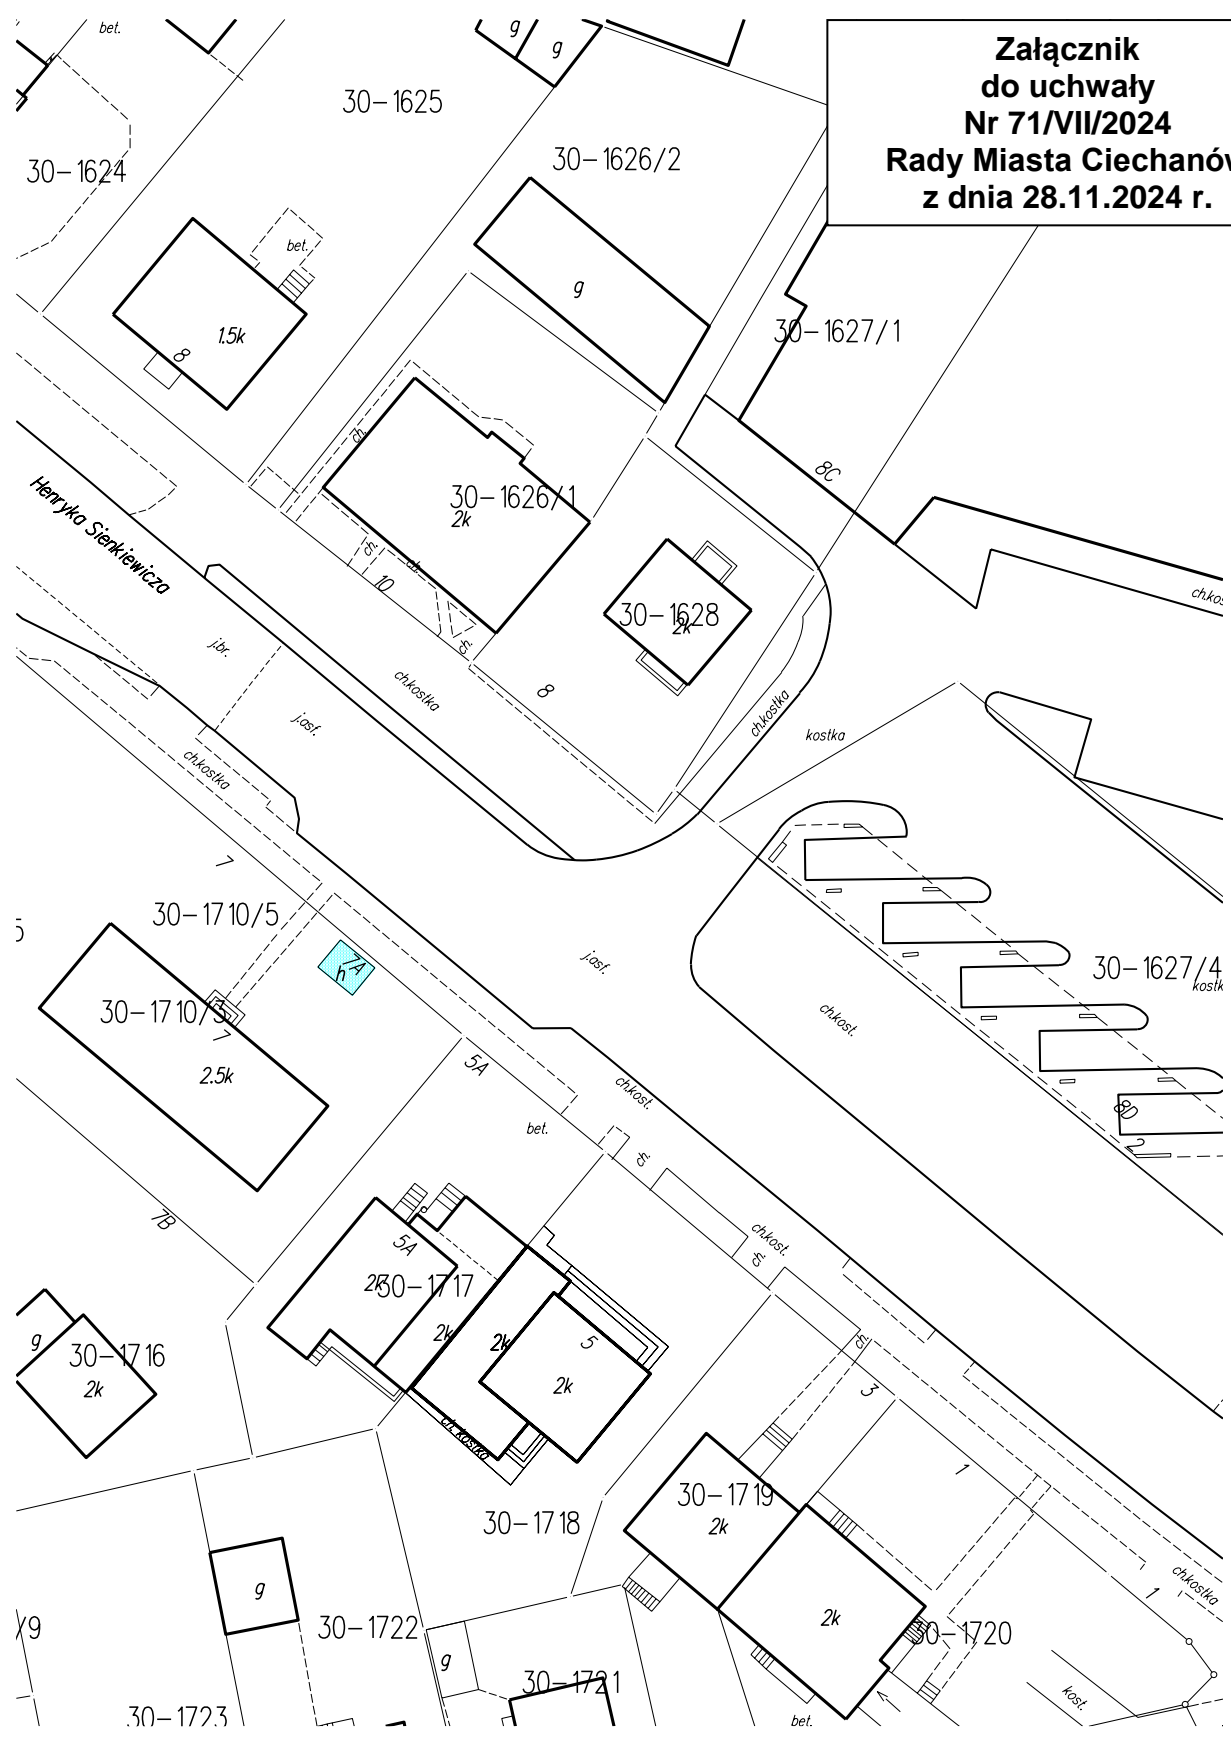 Załącznik
do uchwały
Nr 71/VII/2024
Rady Miasta Ciechanów
z dnia 28.11.2024 r.
bet.
g
g
30-1625
30-1626/2
30-1624
bet.
g
30-1627/1
1.5k
8
ch.
8C
30-1626/1
2k
Henryka Sienkiewicza
ch.
ch.
10
30-1628
2k
ch.
j.br.
8
ch.kostka
ch.kostka
j.asf.
kostka
ch.kostka
7
30-1710/5
5
7A
h
j.asf.
30-1627/4
kostk
30-1710/3
7
ch.kost.
2.5k
5A
ch.kost.
8D
2
bet.
ch.
7B
ch.kost.
5A
ch.
2k
30-1717
2k
2k
5
g
30-1716
2k
2k
ch.
3
ch. kostka
1
30-1719
2k
30-1718
g
1
ch.kostka
2k
/9
30-1722
30-1720
g
30-1721
kost.
30-1723
bet.